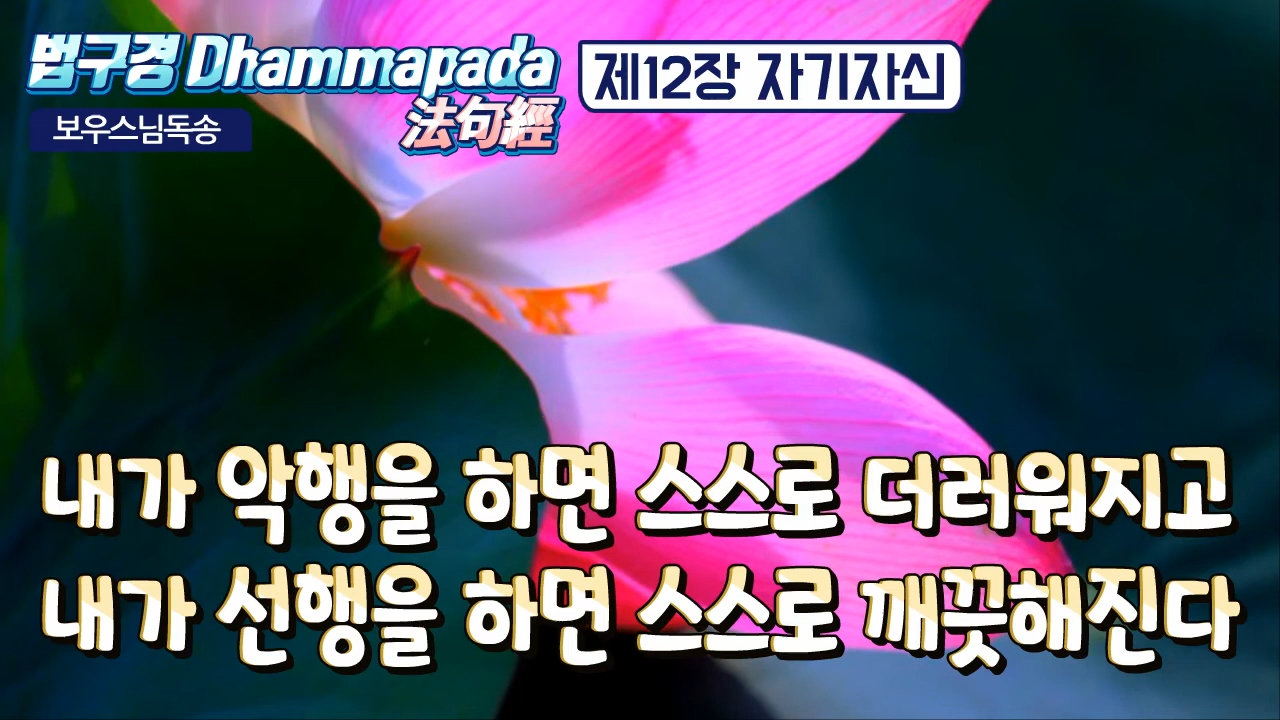 법구경 Dhammapada
法句經
보우스님독송
제12장 자기자신
내가 악행을 하면 스스로 더러워지고
내가 선행을 하면 스스로 깨끗해진다